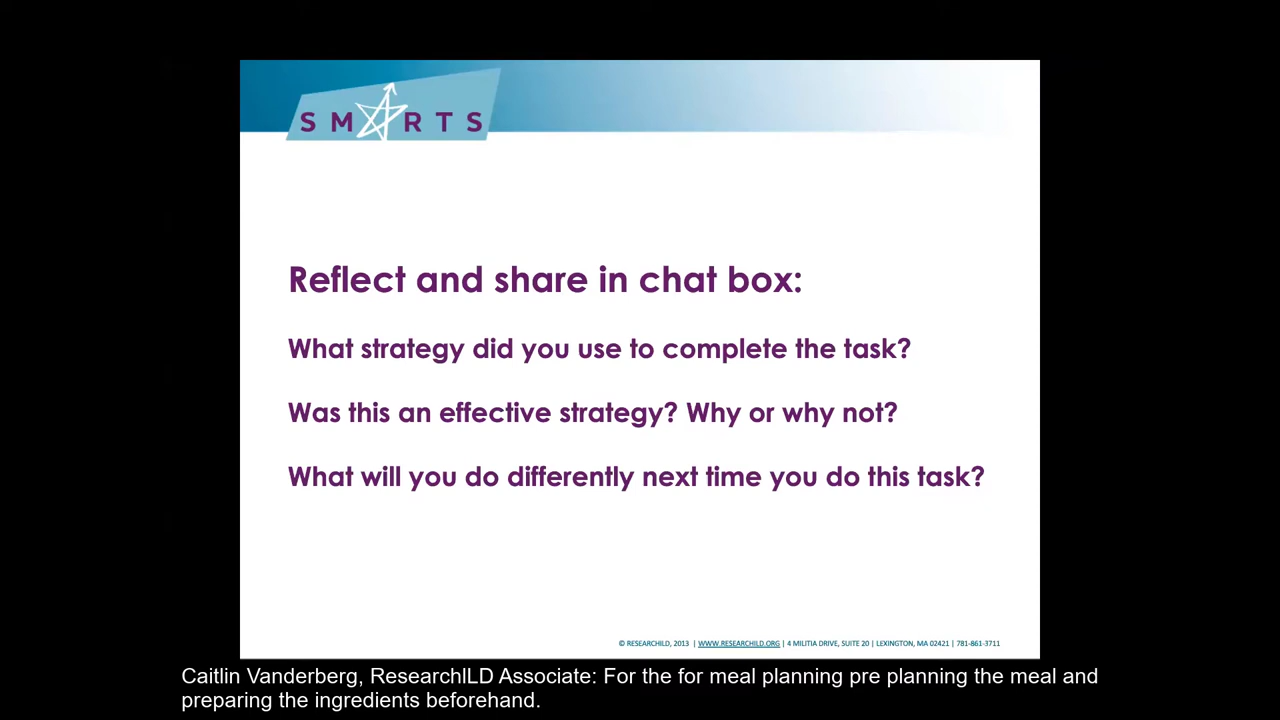 SMARTS
Reflect and share in chat box:
What strategy did you use to complete the task?
Was this an effective strategy? Why or why not?
What will you do differently next time you do this task?
© RESEARCHILD, 2013 | WWW.RESEARCHILD.ORG | 4 MILITIA DRIVE, SUITE 20 | LEXINGTON, MA 02421 | 781-861-3711
Caitlin Vanderberg, ResearchILD Associate: For the for meal planning pre planning the meal and
preparing the ingredients beforehand.